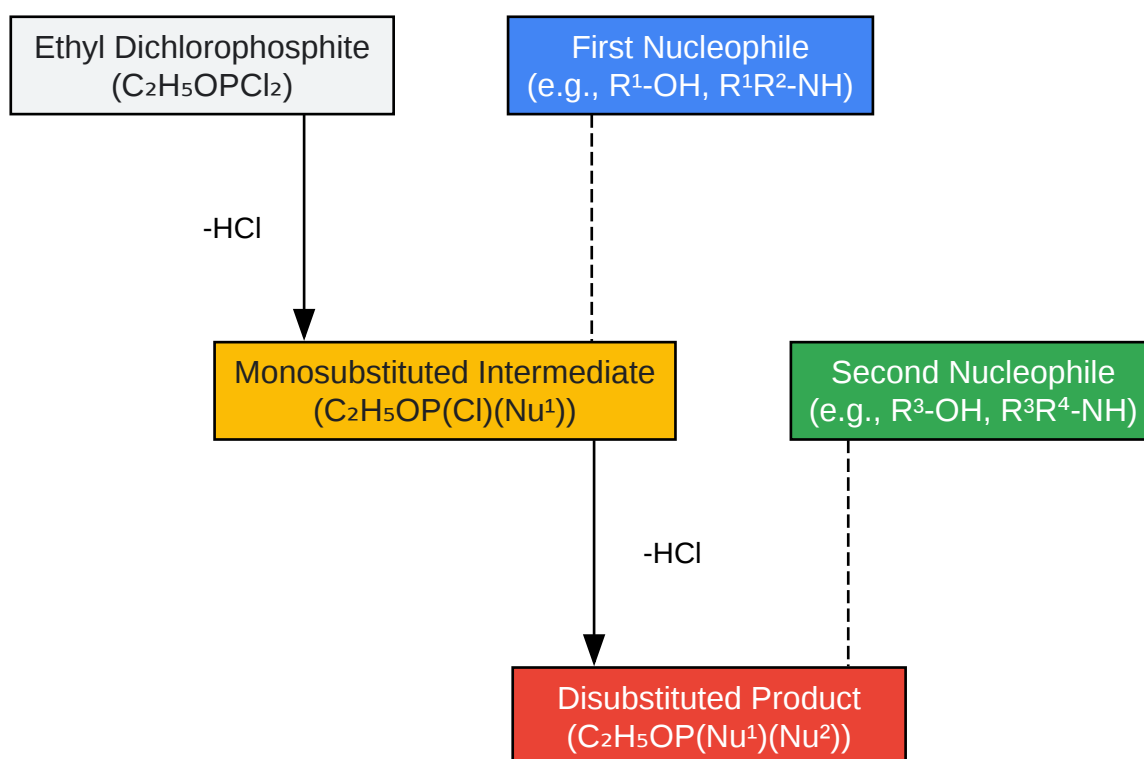 Ethyl Dichlorophosphite
(C₂H₅OPCl₂)
First Nucleophile
(e.g., R¹-OH, R¹R²-NH)
-HCl
Monosubstituted Intermediate
(C₂H₅OP(Cl)(Nu¹))
Second Nucleophile
(e.g., R³-OH, R³R⁴-NH)
-HCl
Disubstituted Product
(C₂H₅OP(Nu¹)(Nu²))